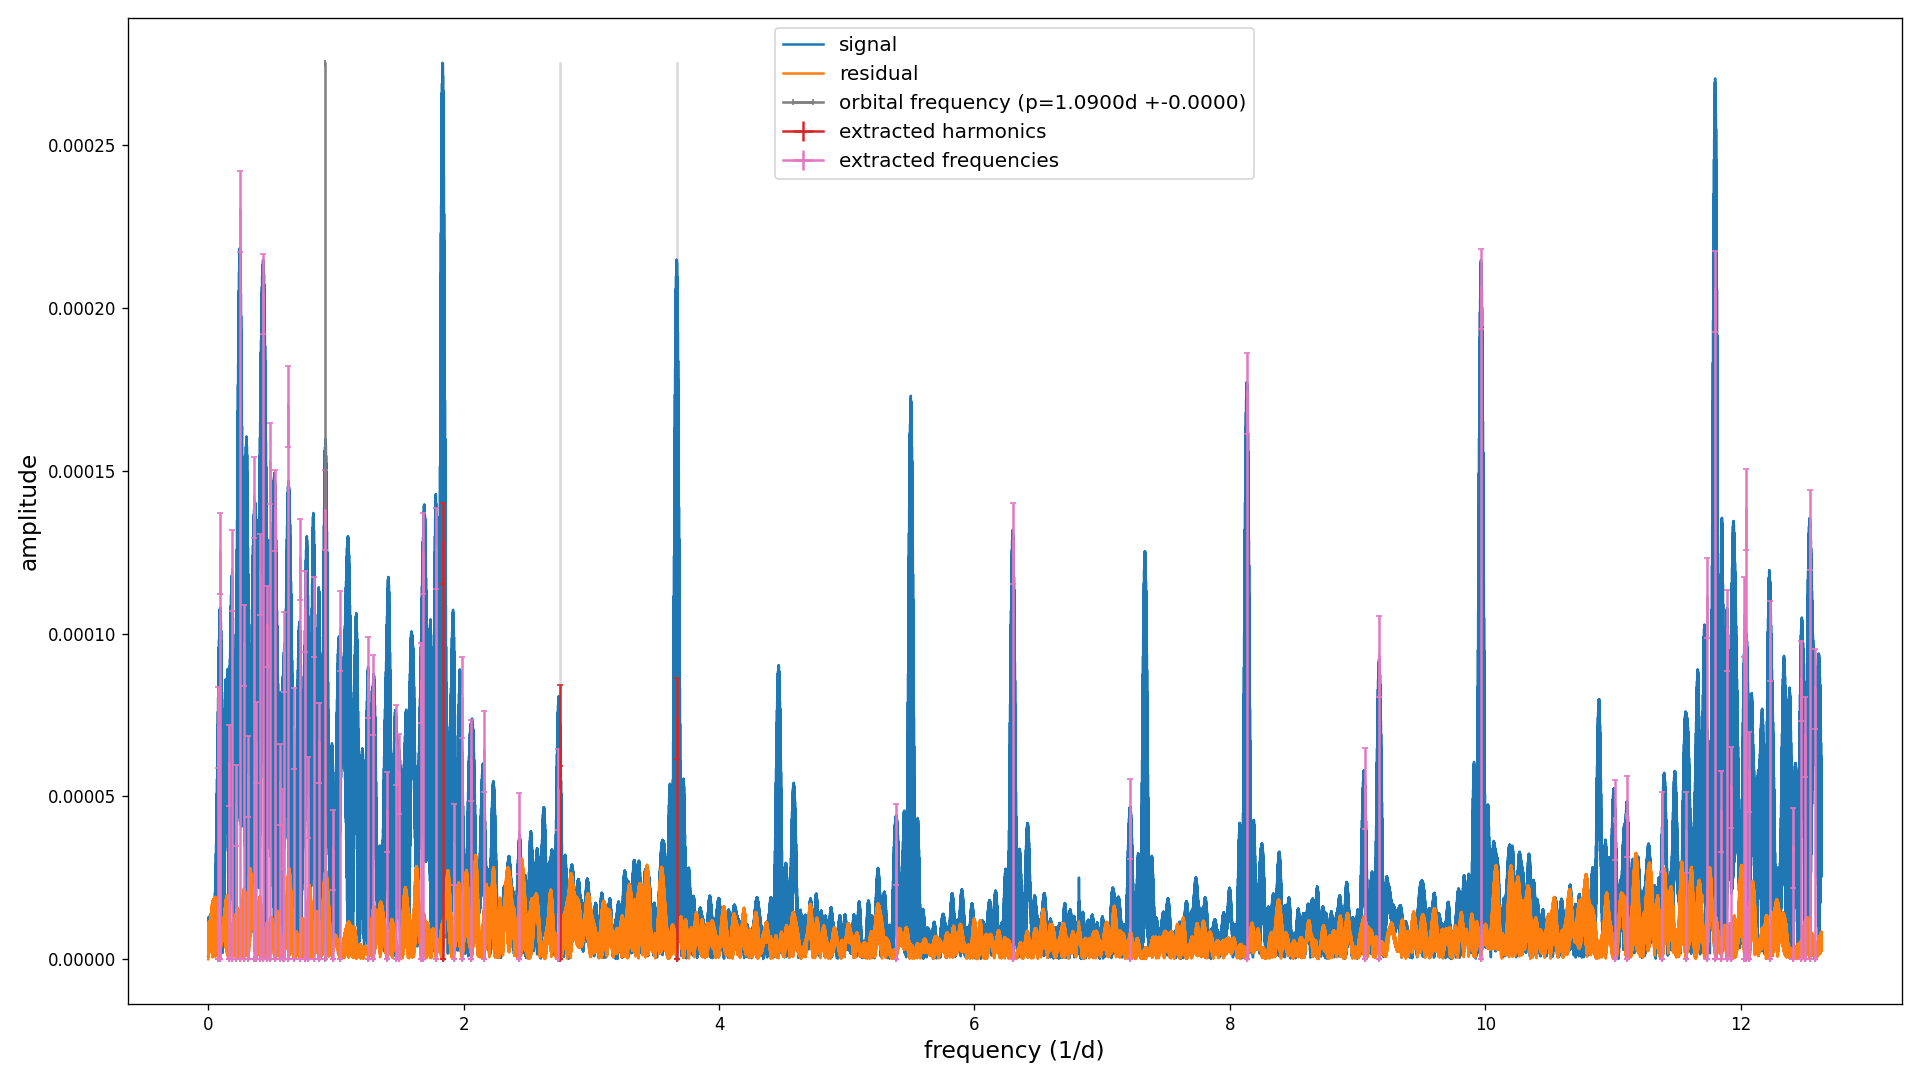 signal
residual
orbital frequency (p=1.0900d +-0.0000)
extracted harmonics
extracted frequencies
amplitude
0.00025
0.00020
0.00015
0.00010
0.00005
0.00000
0 2 4 6 8 10 12
frequency (1/d)